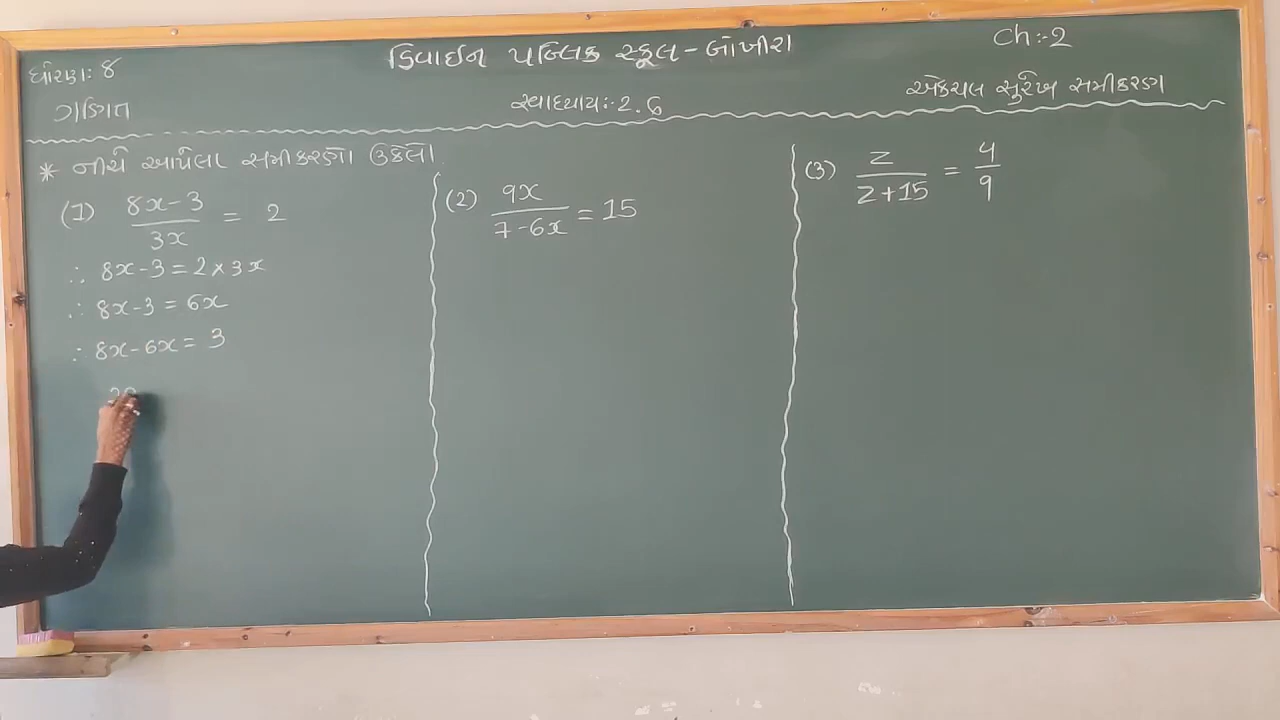 ડિવાઈન પબ્લિક સ્કૂલ - બોખીરા
Ch:-2
ધોરણ: 8
ગણિત
સ્વાધ્યાય:-2.6
એકચલ સુરેખ સમીકરણ
* નીચે આપેલા સમીકરણો ઉકેલો.
(1) (8x-3)/(3x) = 2
∴ 8x-3 = 2 × 3x
∴ 8x-3 = 6x
∴ 8x-6x = 3
(2) 9x/(7-6x) = 15
(3) z/(z+15) = 4/9